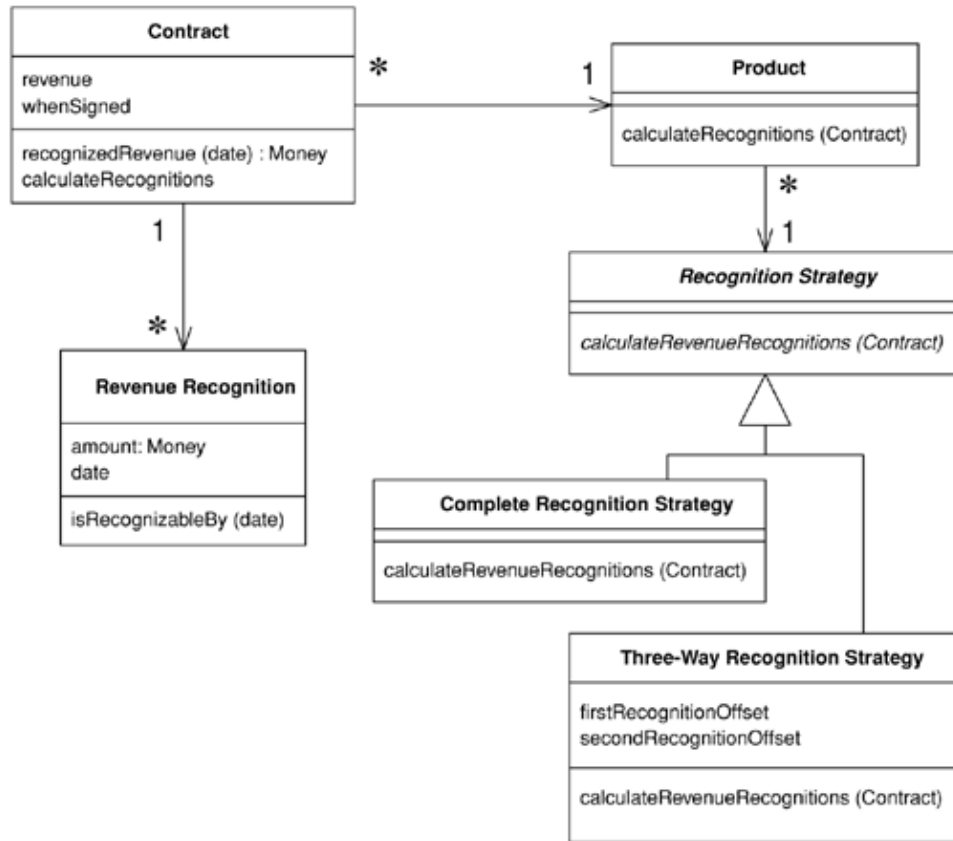 Contract
revenue
whenSigned
recognizedRevenue (date) : Money
calculateRecognitions
*
1
Product
calculateRecognitions (Contract)
*
1
Recognition Strategy
calculateRevenueRecognitions (Contract)
1
*
Revenue Recognition
amount: Money
date
isRecognizableBy (date)
Complete Recognition Strategy
calculateRevenueRecognitions (Contract)
Three-Way Recognition Strategy
firstRecognitionOffset
secondRecognitionOffset
calculateRevenueRecognitions (Contract)